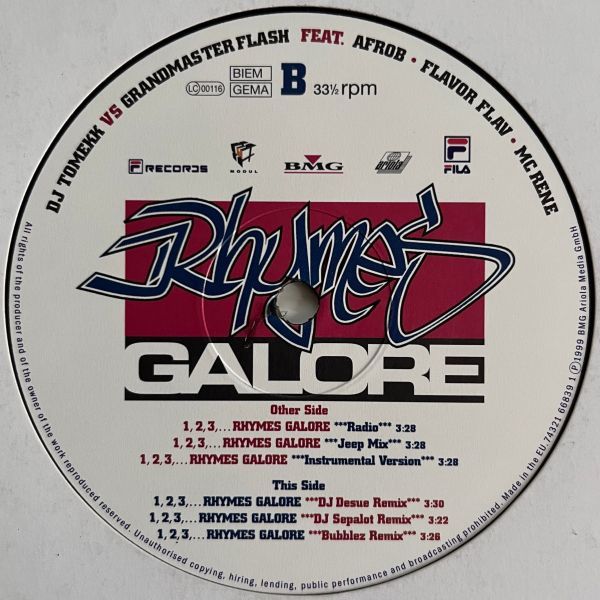 DJ TOMEKK VS GRANDMASTER FLASH FEAT. AFROB • FLAVOR FLAV • MC RENE
LC 00116
BIEM
GEMA
B 33½ rpm
F RECORDS
MODUL
BMG
ariola
FILA
Rhymes
GALORE
Other Side
1, 2, 3,... RHYMES GALORE ***Radio*** 3:28
1, 2, 3,... RHYMES GALORE ***Jeep Mix*** 3:28
1, 2, 3,... RHYMES GALORE ***Instrumental Version*** 3:28
This Side
1, 2, 3,... RHYMES GALORE ***DJ Desue Remix*** 3:30
1, 2, 3,... RHYMES GALORE ***DJ Sepalot Remix*** 3:22
1, 2, 3,... RHYMES GALORE ***Bubblez Remix*** 3:26
All rights of the producer and of the owner of the work reproduced reserved. Unauthorised copying, hiring, lending, public performance and broadcasting prohibited. Made in the EU. 74321 66839 1 ℗ 1999 BMG Ariola Media GmbH